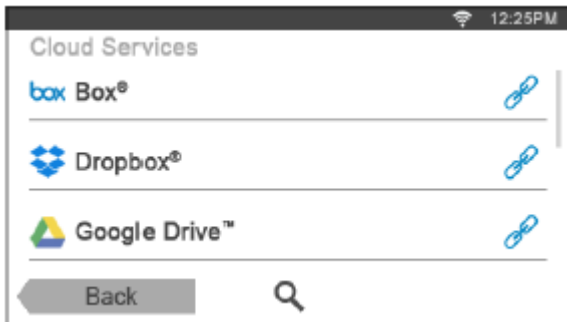 12:25PM
Cloud Services
box Box®
Dropbox®
Google Drive™
Back